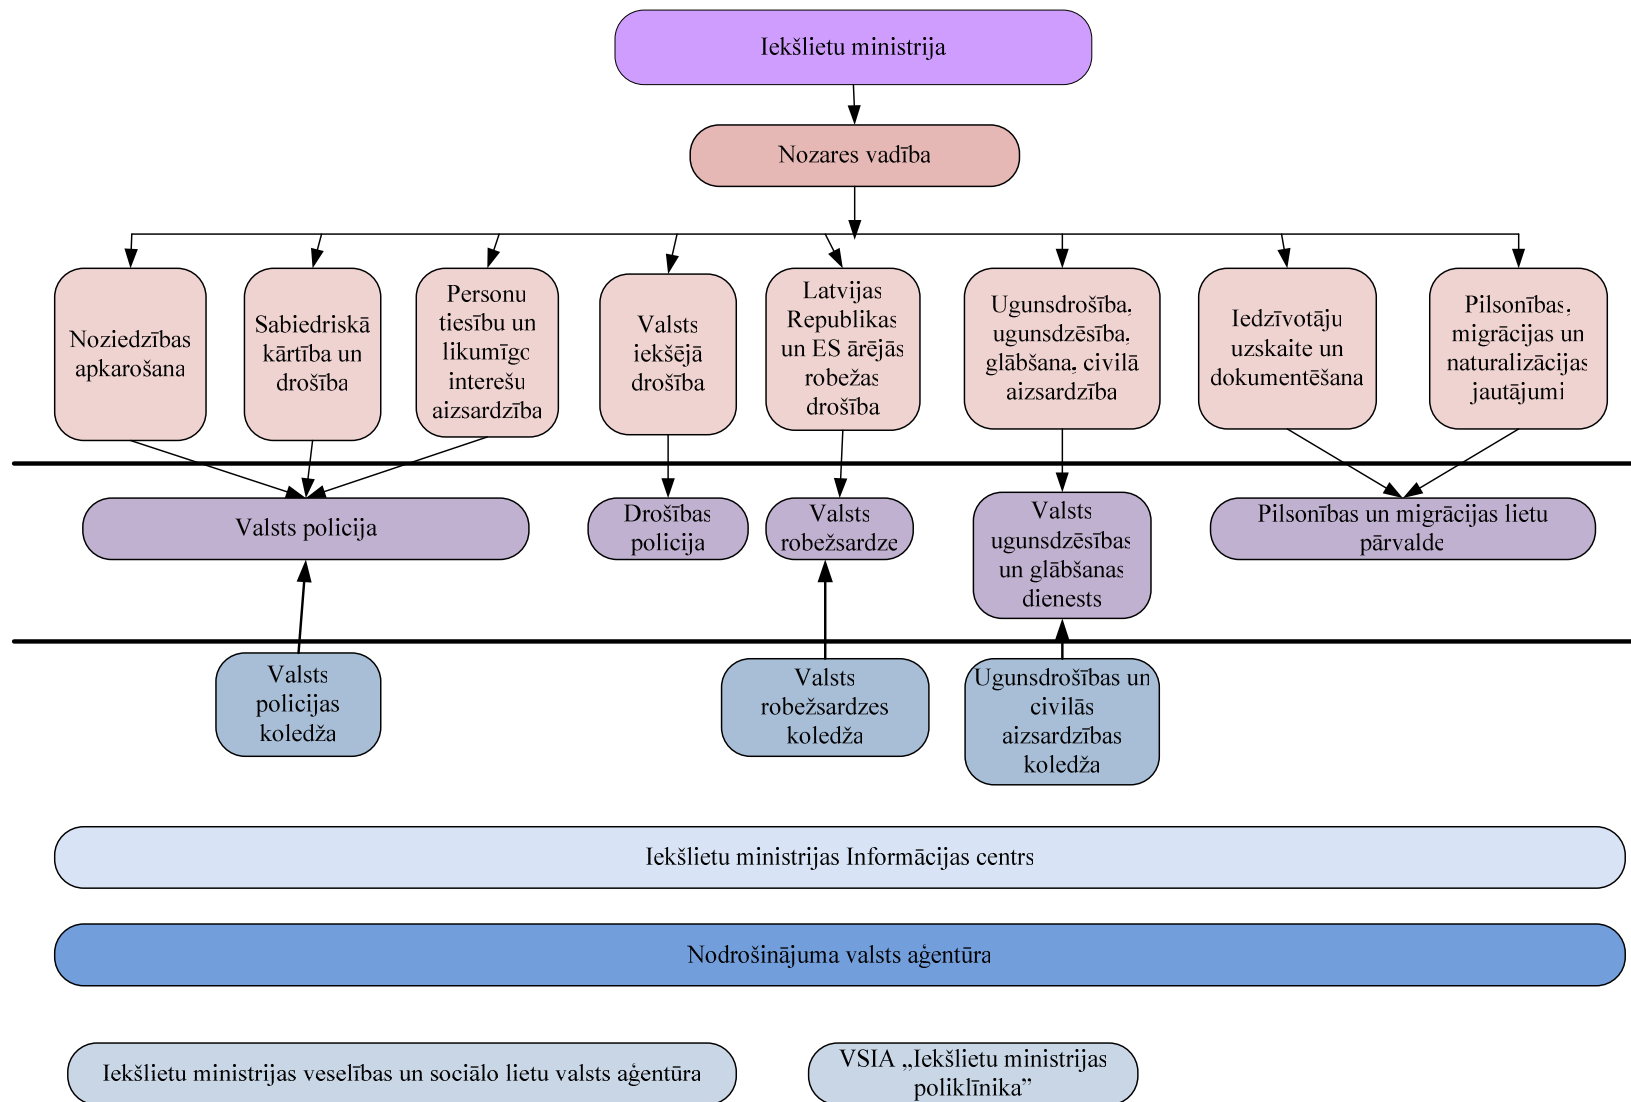 Iekšlietu ministrija
Nozares vadība
Noziedzības
apkarošana
Sabiedriskā
kārtība un
drošība
Personu
tiesību un
likumīgo
interešu
aizsardzība
Valsts
iekšējā
drošība
Latvijas
Republikas
un ES ārējās
robežas
drošība
Ugunsdrošība,
ugunsdzēsība,
glābšana, civilā
aizsardzība
Iedzīvotāju
uzskaite un
dokumentēšana
Pilsonības,
migrācijas un
naturalizācijas
jautājumi
Valsts policija
Drošības
policija
Valsts
robežsardze
Valsts
ugunsdzēsības
un glābšanas
dienests
Pilsonības un migrācijas lietu
pārvalde
Valsts
policijas
koledža
Valsts
robežsardzes
koledža
Ugunsdrošības un
civilās
aizsardzības
koledža
Iekšlietu ministrijas Informācijas centrs
Nodrošinājuma valsts aģentūra
Iekšlietu ministrijas veselības un sociālo lietu valsts aģentūra
VSIA „Iekšlietu ministrijas
poliklīnika”